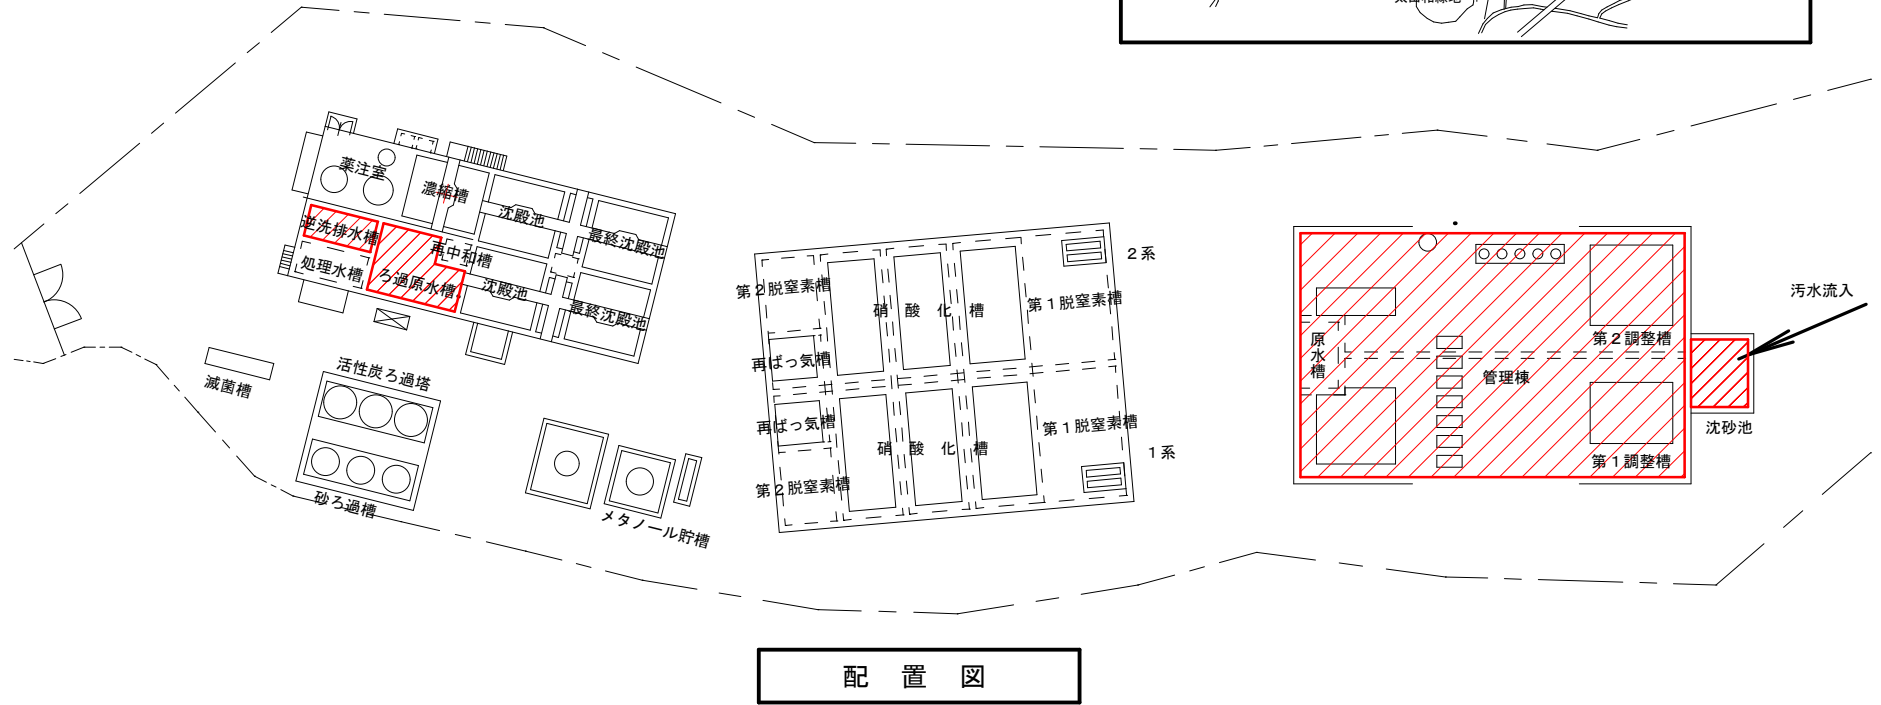 薬注室
濃縮槽
沈殿池
最終沈殿池
逆洗排水槽
再中和槽
処理水槽
ろ過原水槽
沈殿池
最終沈殿池
滅菌槽
活性炭ろ過塔
砂ろ過槽
メタノール貯槽
2系
第2脱窒素槽
硝酸化槽
第1脱窒素槽
再ばっ気槽
再ばっ気槽
硝酸化槽
第1脱窒素槽
1系
第2脱窒素槽
汚水流入
原水槽
第2調整槽
管理棟
沈砂池
第1調整槽
配置図